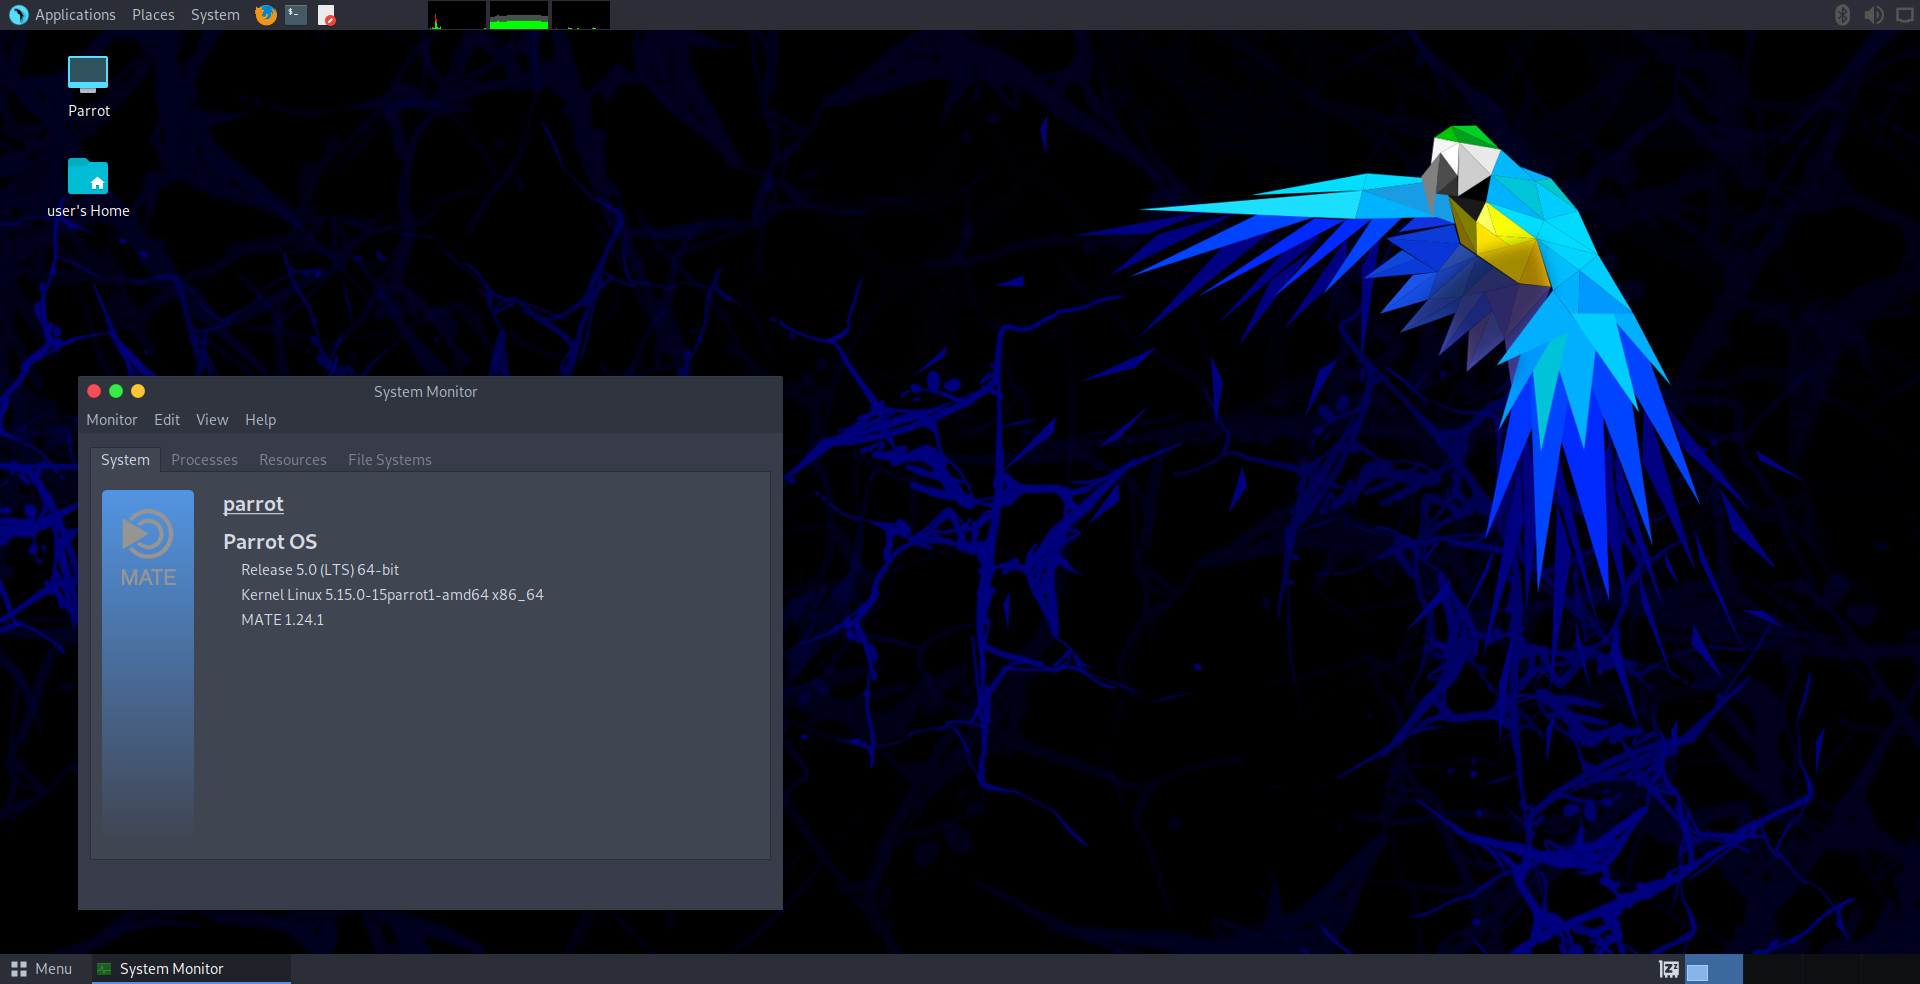 Applications Places System
Parrot
user's Home
System Monitor
Monitor Edit View Help
System Processes Resources File Systems
MATE
parrot
Parrot OS
Release 5.0 (LTS) 64-bit
Kernel Linux 5.15.0-15parrot1-amd64 x86_64
MATE 1.24.1
Menu System Monitor